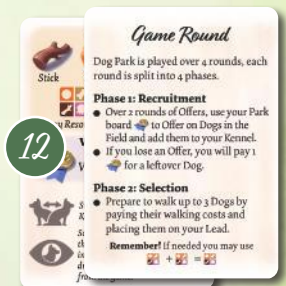 Game Round
Dog Park is played over 4 rounds, each
round is split into 4 phases.
Phase 1: Recruitment
Over 2 rounds of Offers, use your Park
board to Offer on Dogs in the
Field and add them to your Kennel.
If you lose an Offer, you will pay 1
for a leftover Dog.
Phase 2: Selection
Prepare to walk up to 3 Dogs by
paying their walking costs and
placing them on your Lead.
Remember! If needed you may use
+ =
Stick
12